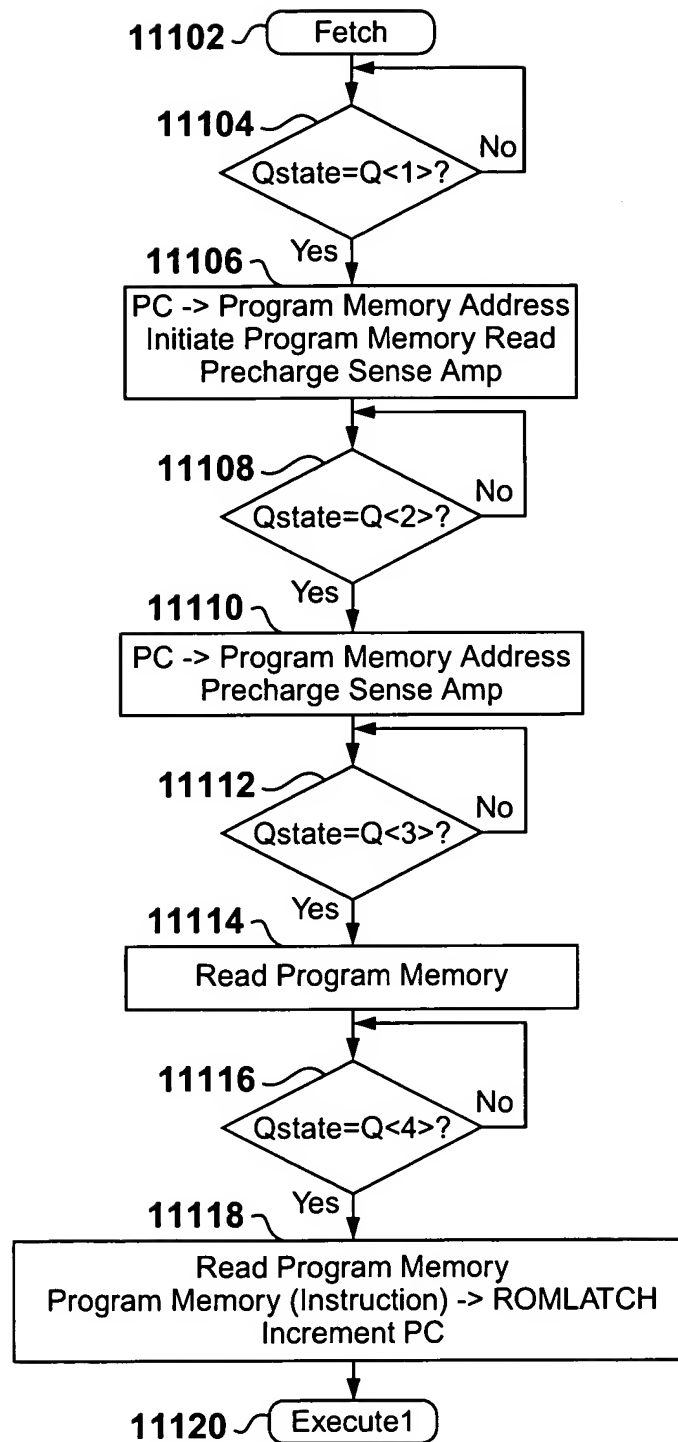 11102 Fetch
11104
Qstate=Q<1>?
No
Yes
11106
PC -> Program Memory Address
Initiate Program Memory Read
Precharge Sense Amp
11108
Qstate=Q<2>?
No
Yes
11110
PC -> Program Memory Address
Precharge Sense Amp
11112
Qstate=Q<3>?
No
Yes
11114
Read Program Memory
11116
Qstate=Q<4>?
No
Yes
11118
Read Program Memory
Program Memory (Instruction) -> ROMLATCH
Increment PC
11120 Execute1